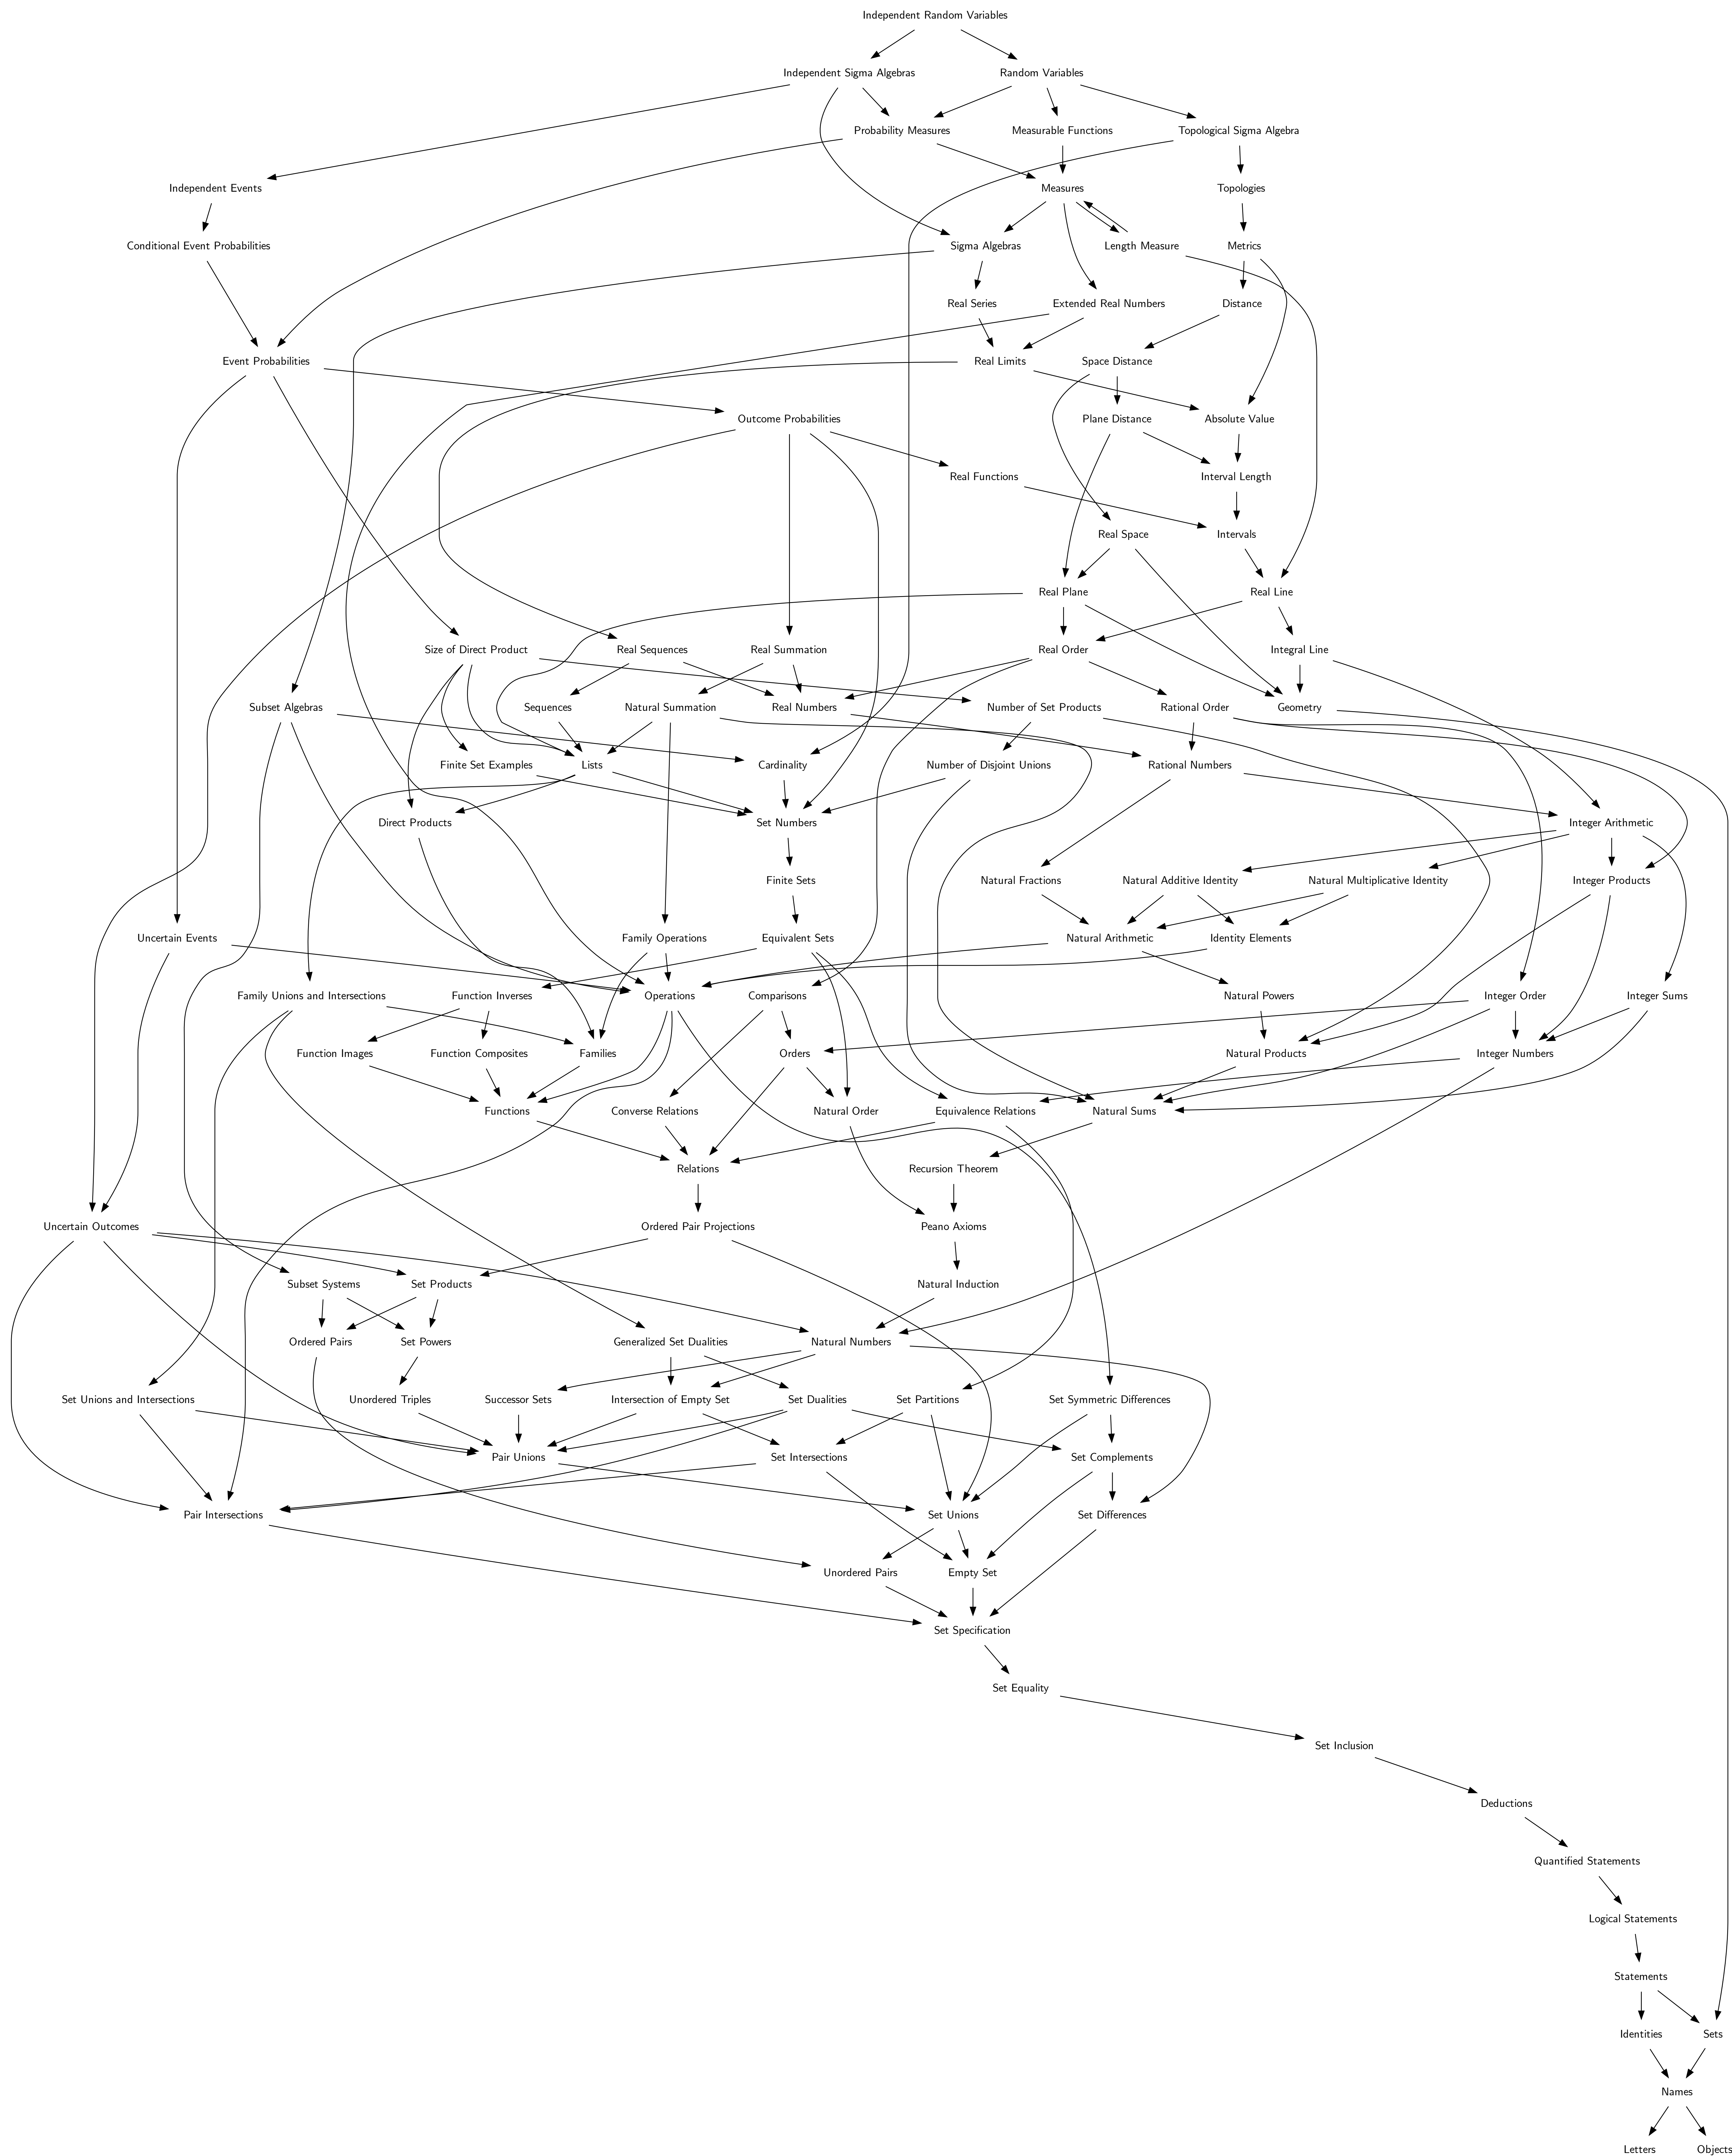 Independent Random Variables
Independent Sigma Algebras
Random Variables
Probability Measures
Measurable Functions
Topological Sigma Algebra
Independent Events
Measures
Topologies
Conditional Event Probabilities
Sigma Algebras
Length Measure
Metrics
Real Series
Extended Real Numbers
Distance
Event Probabilities
Real Limits
Space Distance
Outcome Probabilities
Plane Distance
Absolute Value
Real Functions
Interval Length
Real Space
Intervals
Real Plane
Real Line
Size of Direct Product
Real Sequences
Real Summation
Real Order
Integral Line
Subset Algebras
Sequences
Natural Summation
Real Numbers
Number of Set Products
Rational Order
Geometry
Finite Set Examples
Lists
Cardinality
Number of Disjoint Unions
Rational Numbers
Direct Products
Set Numbers
Integer Arithmetic
Finite Sets
Natural Fractions
Natural Additive Identity
Natural Multiplicative Identity
Integer Products
Uncertain Events
Family Operations
Equivalent Sets
Natural Arithmetic
Identity Elements
Family Unions and Intersections
Function Inverses
Operations
Comparisons
Natural Powers
Integer Order
Integer Sums
Function Images
Function Composites
Families
Orders
Natural Products
Integer Numbers
Functions
Converse Relations
Natural Order
Equivalence Relations
Natural Sums
Relations
Recursion Theorem
Uncertain Outcomes
Ordered Pair Projections
Peano Axioms
Subset Systems
Set Products
Natural Induction
Ordered Pairs
Set Powers
Generalized Set Dualities
Natural Numbers
Set Unions and Intersections
Unordered Triples
Successor Sets
Intersection of Empty Set
Set Dualities
Set Partitions
Set Symmetric Differences
Pair Unions
Set Intersections
Set Complements
Pair Intersections
Set Unions
Set Differences
Unordered Pairs
Empty Set
Set Specification
Set Equality
Set Inclusion
Deductions
Quantified Statements
Logical Statements
Statements
Identities
Sets
Names
Letters
Objects